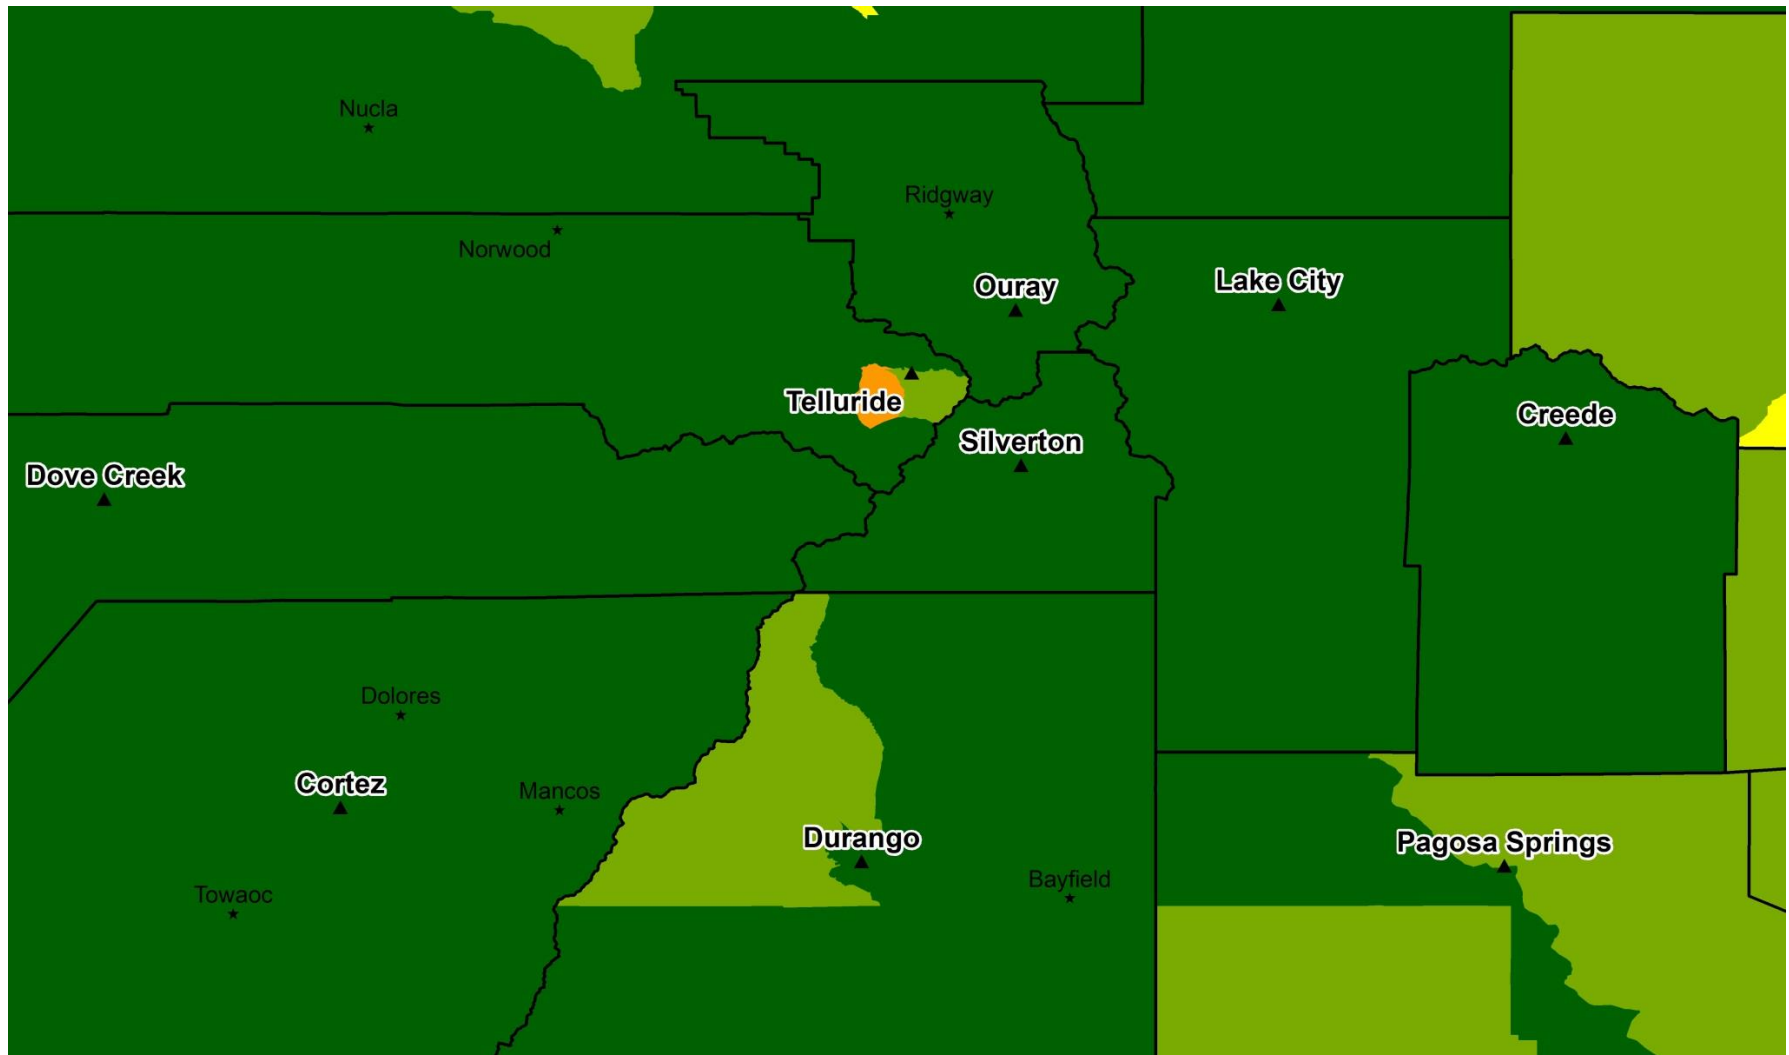 Nucla
Ridgway
Norwood
Ouray
Lake City
Telluride
Creede
Silverton
Dove Creek
Dolores
Cortez
Mancos
Durango
Pagosa Springs
Bayfield
Towaoc